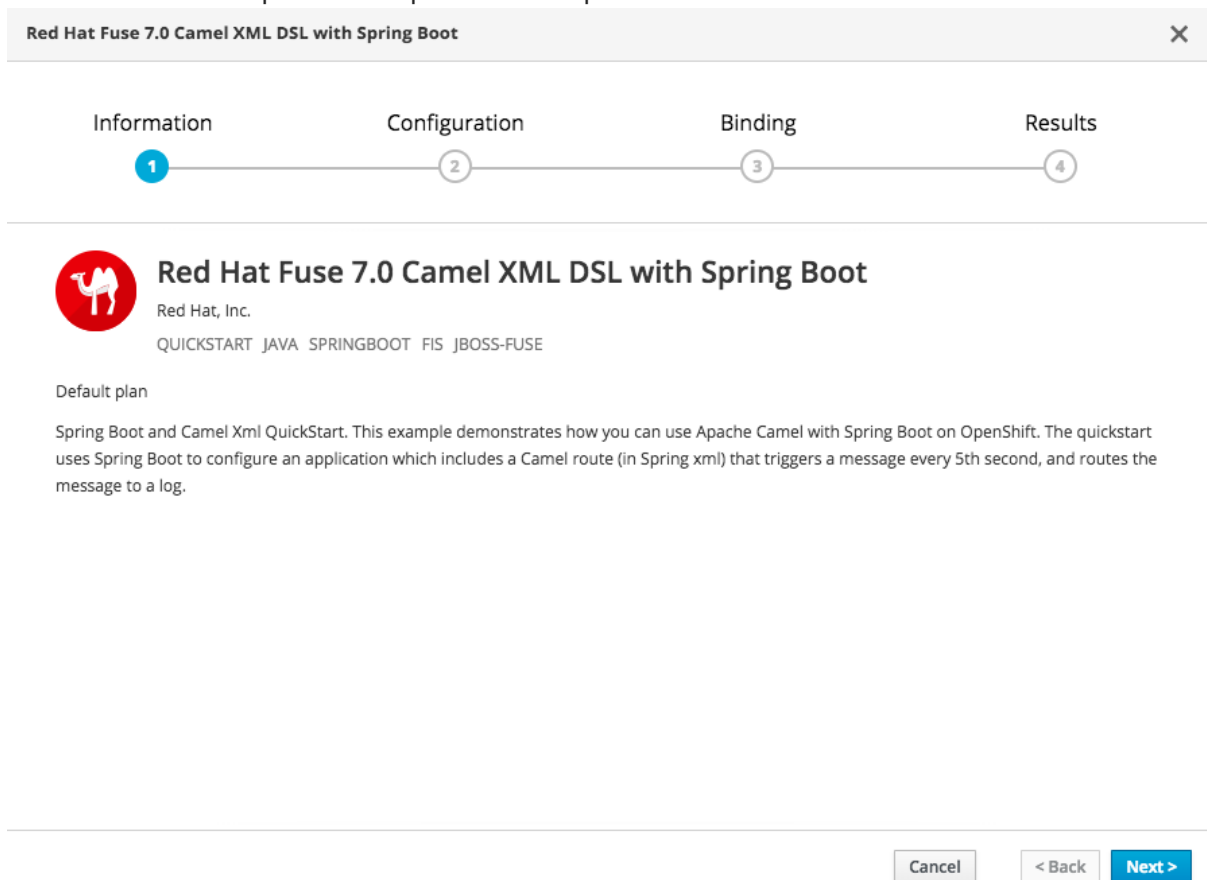 Red Hat Fuse 7.0 Camel XML DSL with Spring Boot
Information Configuration Binding Results
1 2 3 4
Red Hat Fuse 7.0 Camel XML DSL with Spring Boot
Red Hat, Inc.
QUICKSTART JAVA SPRINGBOOT FIS JBOSS-FUSE
Default plan
Spring Boot and Camel Xml QuickStart. This example demonstrates how you can use Apache Camel with Spring Boot on OpenShift. The quickstart
uses Spring Boot to configure an application which includes a Camel route (in Spring xml) that triggers a message every 5th second, and routes the
message to a log.
Cancel < Back Next >